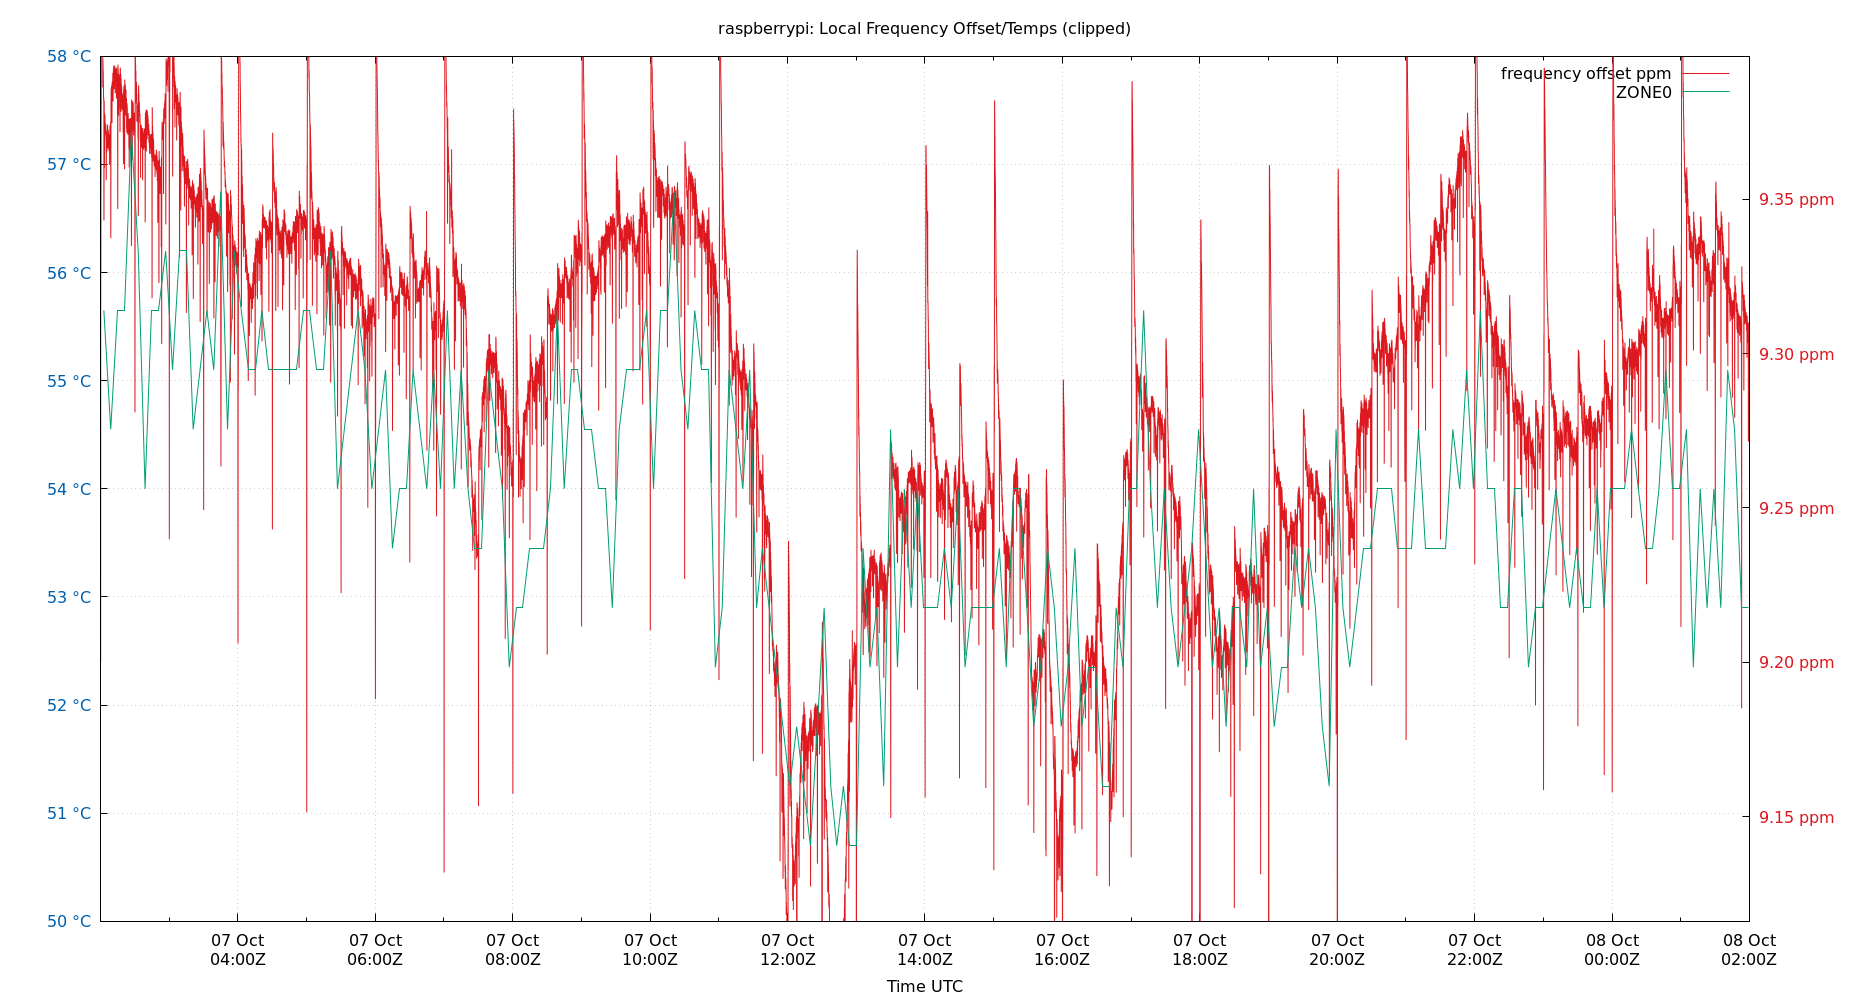 raspberrypi: Local Frequency Offset/Temps (clipped)
58 °C
57 °C
56 °C
55 °C
54 °C
53 °C
52 °C
51 °C
50 °C
frequency offset ppm
ZONE0
9.35 ppm
9.30 ppm
9.25 ppm
9.20 ppm
9.15 ppm
07 Oct 07 Oct 07 Oct 07 Oct 07 Oct 07 Oct 07 Oct 07 Oct 07 Oct 07 Oct 08 Oct 08 Oct
04:00Z 06:00Z 08:00Z 10:00Z 12:00Z 14:00Z 16:00Z 18:00Z 20:00Z 22:00Z 00:00Z 02:00Z
Time UTC